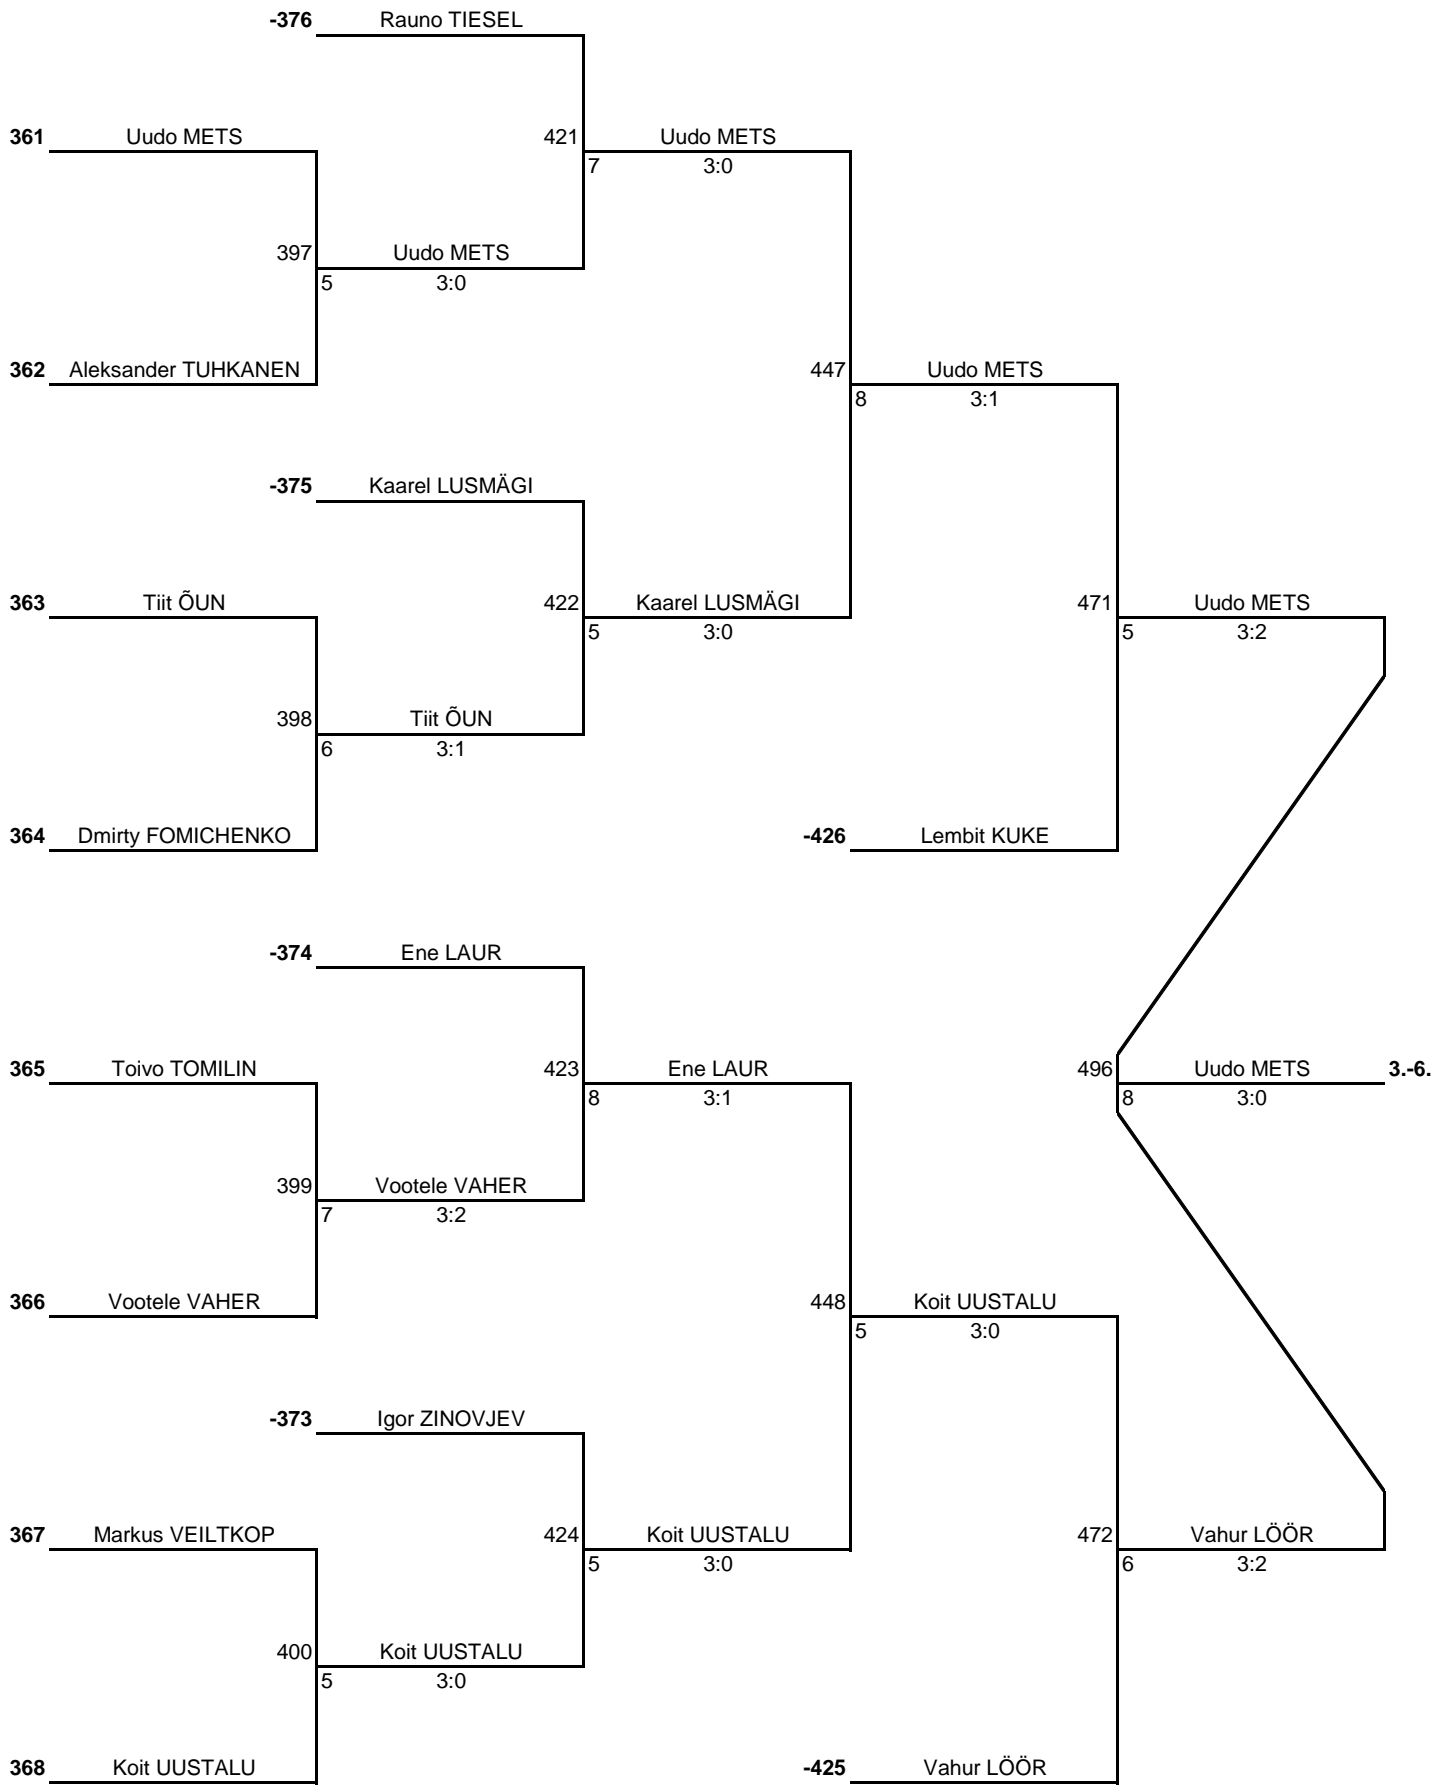 -376 Rauno TIESEL
361 Uudo METS 421 Uudo METS
7 3:0
397 Uudo METS
5 3:0
362 Aleksander TUHKANEN 447 Uudo METS
8 3:1
-375 Kaarel LUSMÄGI
363 Tiit ÕUN 422 Kaarel LUSMÄGI 471 Uudo METS
5 3:0 5 3:2
398 Tiit ÕUN
6 3:1
364 Dmirty FOMICHENKO -426 Lembit KUKE
-374 Ene LAUR
365 Toivo TOMILIN 423 Ene LAUR 496 Uudo METS 3.-6.
8 3:1 8 3:0
399 Vootele VAHER
7 3:2
366 Vootele VAHER 448 Koit UUSTALU
5 3:0
-373 Igor ZINOVJEV
367 Markus VEILTKOP 424 Koit UUSTALU 472 Vahur LÖÖR
5 3:0 6 3:2
400 Koit UUSTALU
5 3:0
368 Koit UUSTALU -425 Vahur LÖÖR